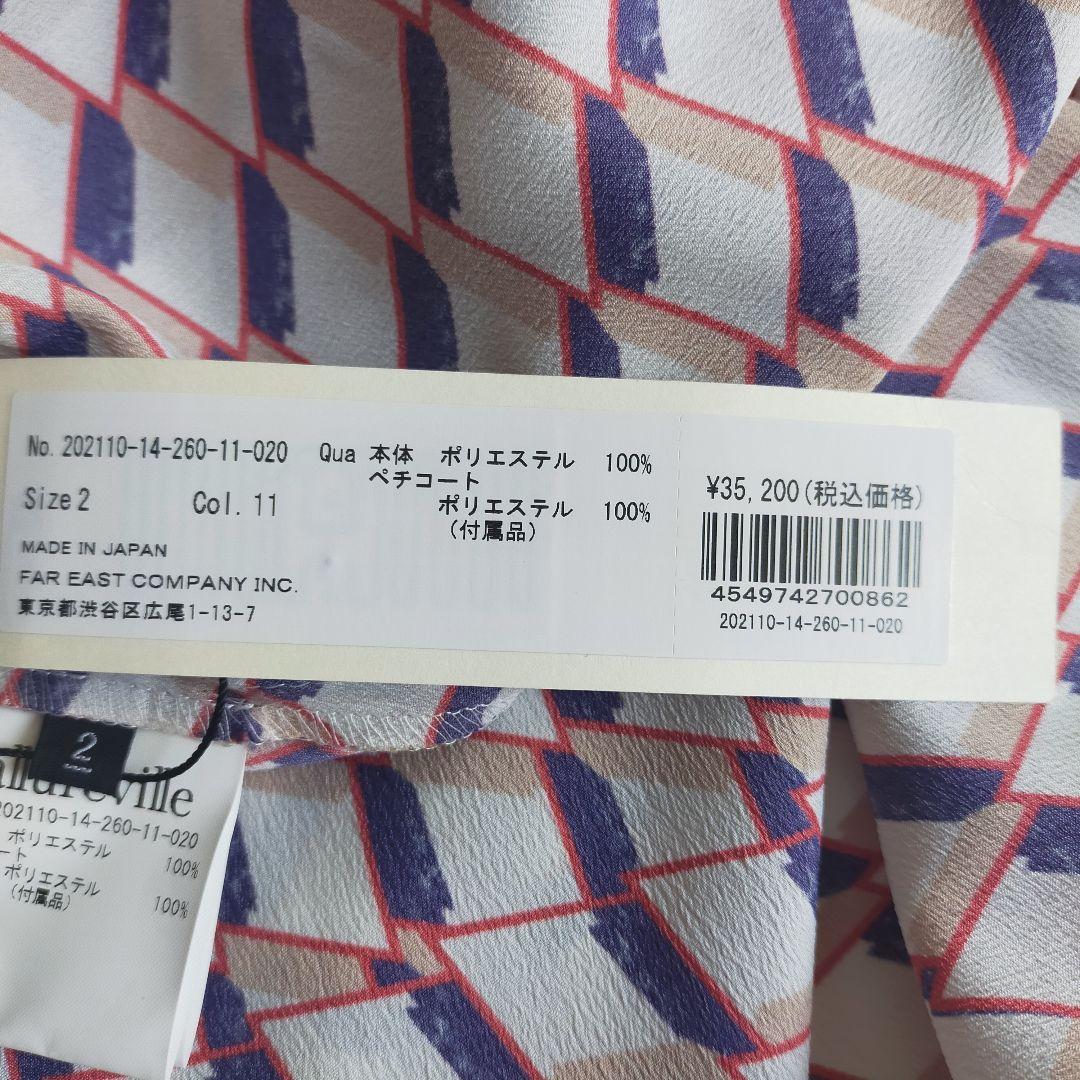 No. 202110-14-260-11-020 Qua 本体 ポリエステル 100%
ペチコート
Size 2 Col. 11 ポリエステル 100%
(付属品)
MADE IN JAPAN
FAR EAST COMPANY INC.
東京都渋谷区広尾1-13-7
¥35,200(税込価格)
4549742700862
202110-14-260-11-020
2
allureville
202110-14-260-11-020
ポリエステル 100%
ート
ポリエステル 100%
(付属品)